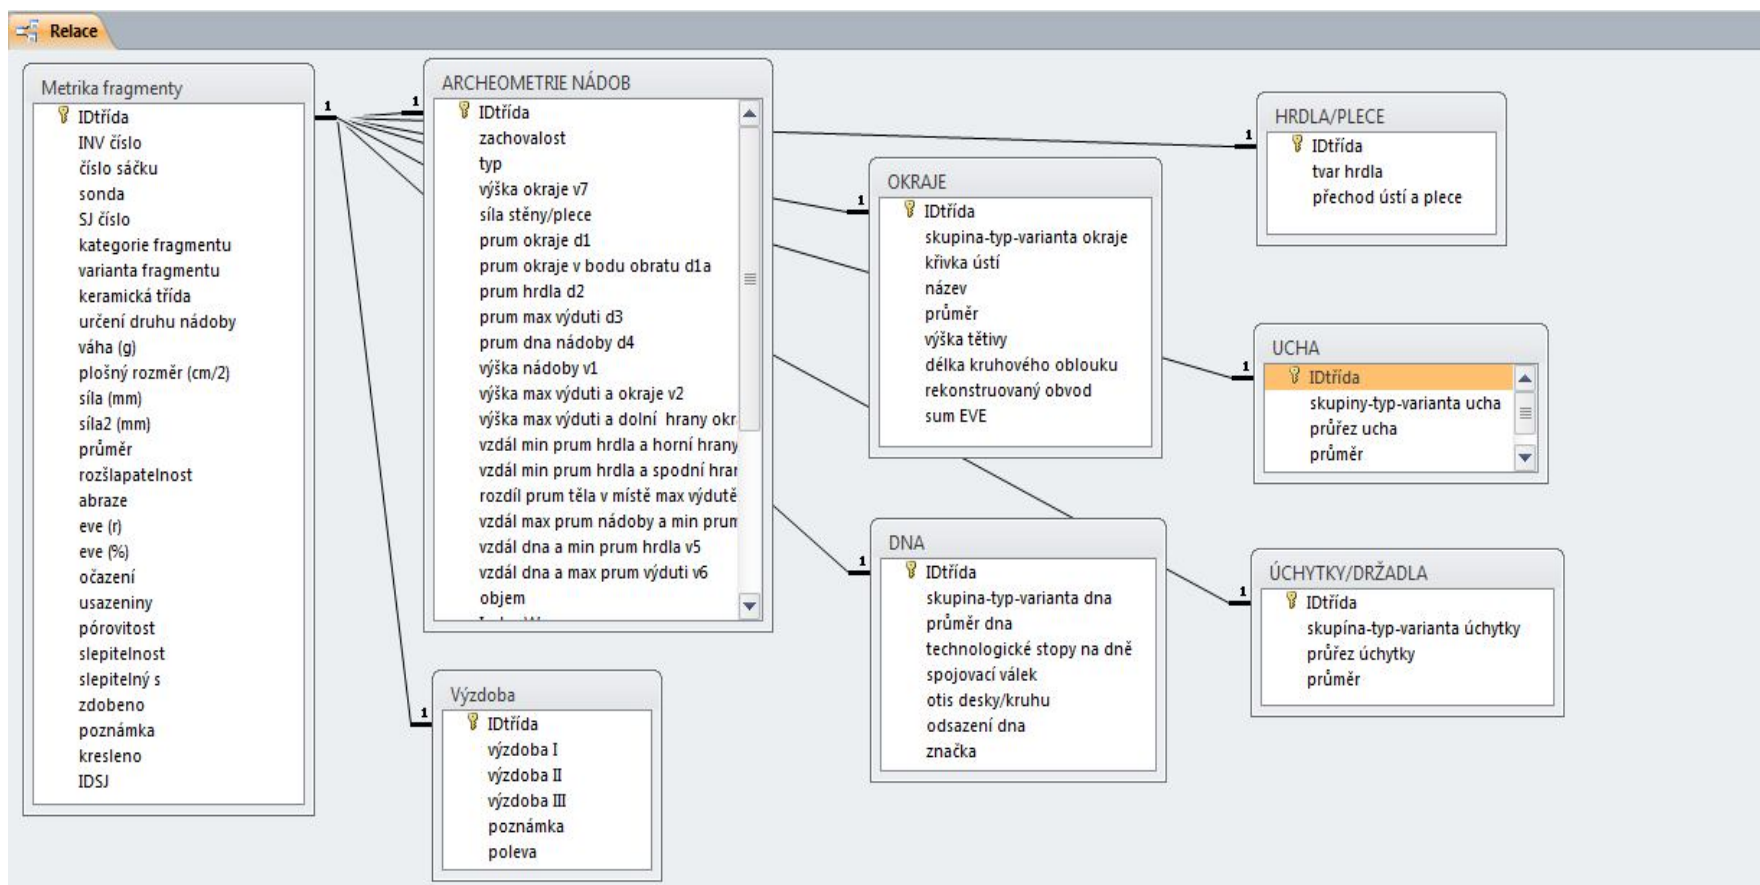 Relace
Metrika fragmenty
IDtřída
INV číslo
číslo sáčku
sonda
SJ číslo
kategorie fragmentu
varianta fragmentu
keramická třída
určení druhu nádoby
váha (g)
plošný rozměr (cm/2)
síla (mm)
síla2 (mm)
průměr
rozšlapatelnost
abraze
eve (r)
eve (%)
očazení
usazeniny
pórovitost
slepitelnost
slepitelný s
zdobeno
poznámka
kresleno
IDSJ
1
1
ARCHEOMETRIE NÁDOB
IDtřída
zachovalost
typ
výška okraje v7
síla stěny/plece
prum okraje d1
prum okraje v bodu obratu d1a
prum hrdla d2
prum max výduti d3
prum dna nádoby d4
výška nádoby v1
výška max výduti a okraje v2
výška max výduti a dolní hrany okr
vzdál min prum hrdla a horní hrany
vzdál min prum hrdla a spodní hrar
rozdíl prum těla v místě max výdutě
vzdál max prum nádoby a min prum
vzdál dna a min prum hrdla v5
vzdál dna a max prum výduti v6
objem
1
Výzdoba
IDtřída
výzdoba I
výzdoba II
výzdoba III
poznámka
poleva
1
OKRAJE
IDtřída
skupina-typ-varianta okraje
křivka ústí
název
průměr
výška tětivy
délka kruhového oblouku
rekonstruovaný obvod
sum EVE
1
DNA
IDtřída
skupina-typ-varianta dna
průměr dna
technologické stopy na dně
spojovací válek
otis desky/kruhu
odsazení dna
značka
1
HRDLA/PLECE
IDtřída
tvar hrdla
přechod ústí a plece
1
UCHA
IDtřída
skupiny-typ-varianta ucha
průřez ucha
průměr
1
ÚCHYTKY/DRŽADLA
IDtřída
skupína-typ-varianta úchytky
průřez úchytky
průměr